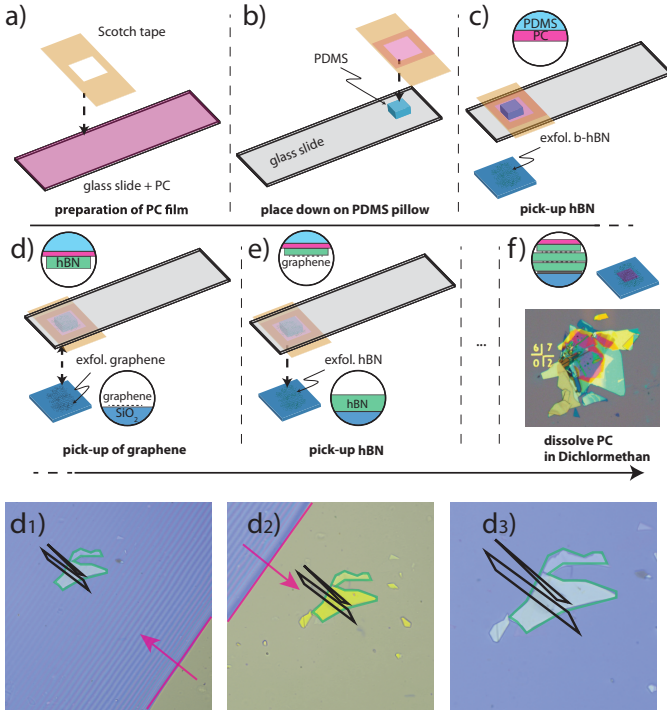 a)
Scotch tape
glass slide + PC
preparation of PC film
b)
PDMS
glass slide
place down on PDMS pillow
c)
PDMS
PC
exfol. b-hBN
pick-up hBN
d)
hBN
exfol. graphene
graphene
SiO2
pick-up of graphene
e)
graphene
exfol. hBN
hBN
pick-up hBN
...
f)
6 7
0 2
dissolve PC
in Dichlormethan
d1)
d2)
d3)